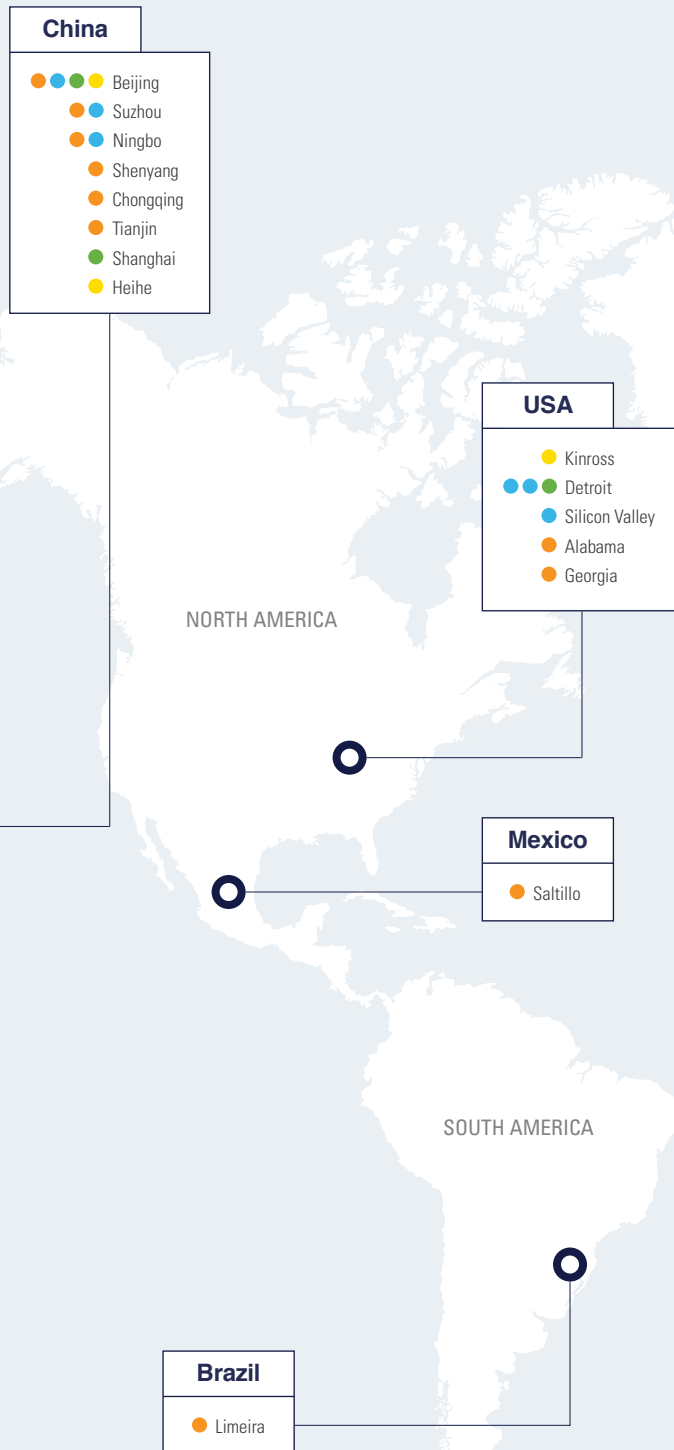 China
Beijing
Suzhou
Ningbo
Shenyang
Chongqing
Tianjin
Shanghai
Heihe
USA
Kinross
Detroit
Silicon Valley
Alabama
Georgia
NORTH AMERICA
Mexico
Saltillo
SOUTH AMERICA
Brazil
Limeira